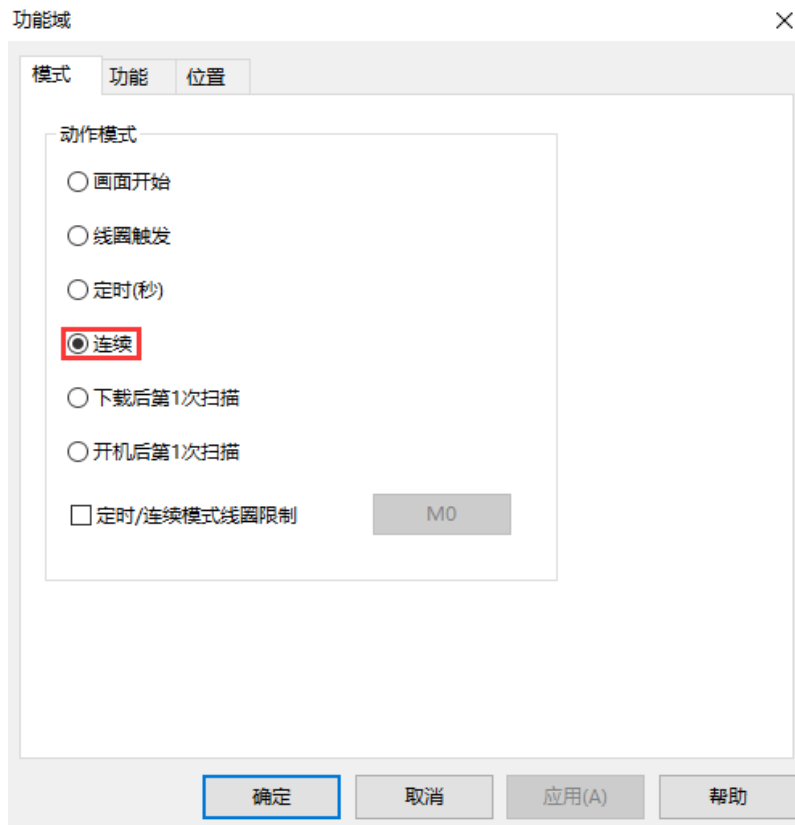 功能域
模式 功能 位置
动作模式
画面开始
线圈触发
定时(秒)
连续
下载后第1次扫描
开机后第1次扫描
定时/连续模式线圈限制 M0
确定 取消 应用(A) 帮助